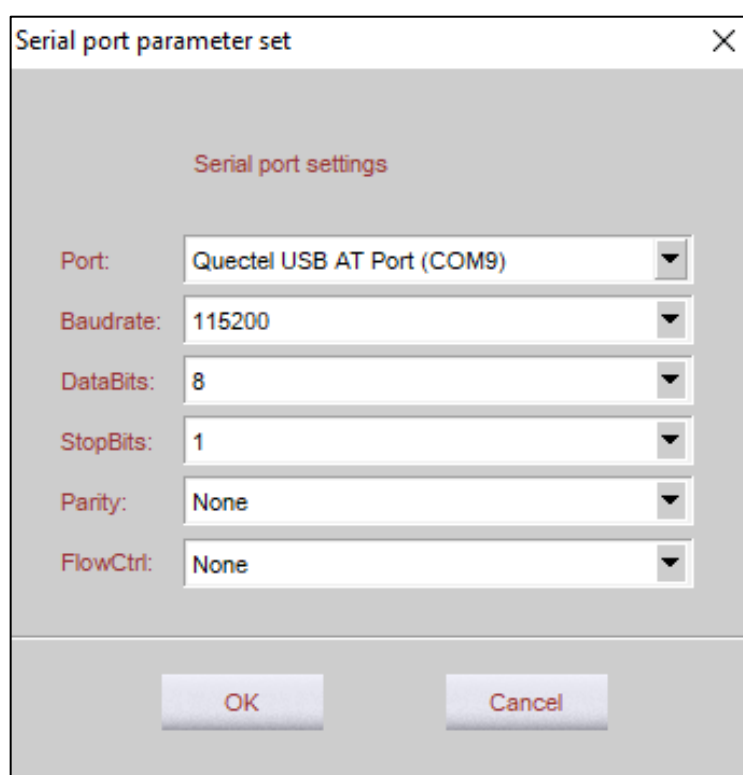 Serial port parameter set
Serial port settings
Port: Quectel USB AT Port (COM9)
Baudrate: 115200
DataBits: 8
StopBits: 1
Parity: None
FlowCtrl: None
OK Cancel